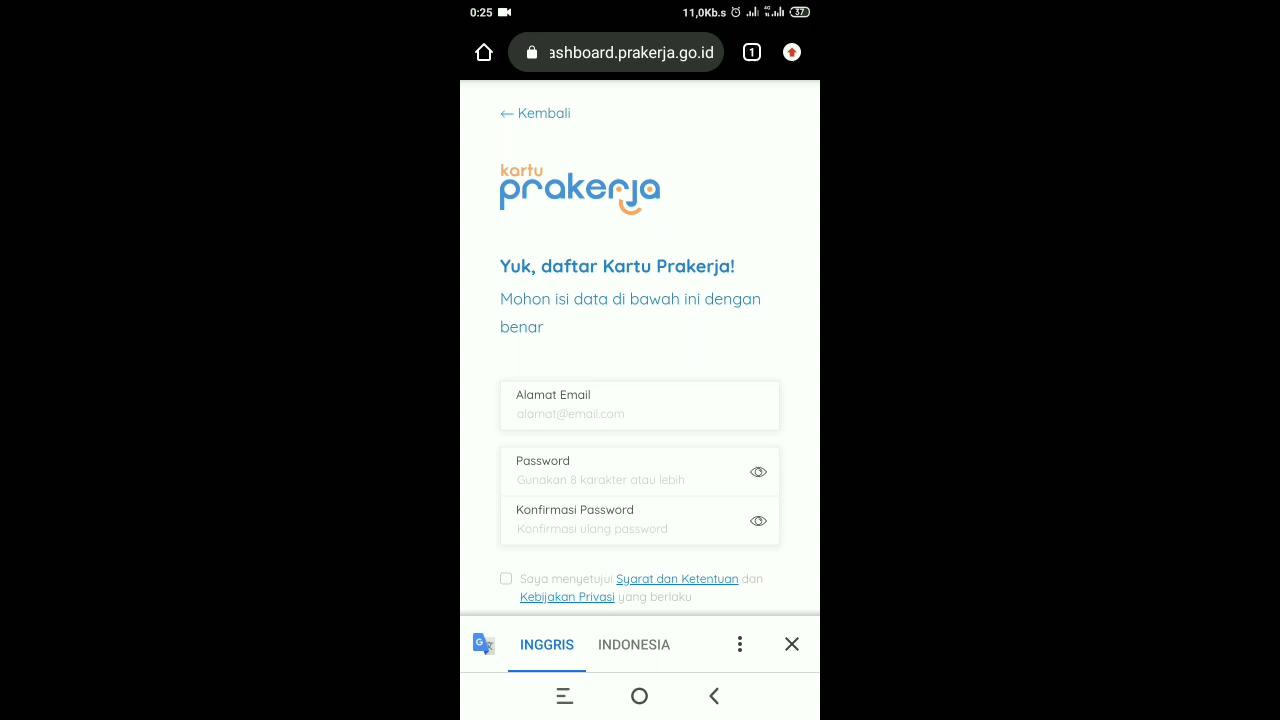 0:25 11,0Kb.s 4G 37
ashboard.prakerja.go.id 1
← Kembali
kartu
prakerja
Yuk, daftar Kartu Prakerja!
Mohon isi data di bawah ini dengan
benar
Alamat Email
alamat@email.com
Password
Gunakan 8 karakter atau lebih
Konfirmasi Password
Konfirmasi ulang password
Saya menyetujui Syarat dan Ketentuan dan
Kebijakan Privasi yang berlaku
G 文 INGGRIS INDONESIA